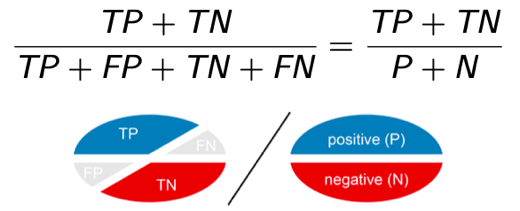 TP + TN / TP + FP + TN + FN = TP + TN / P + N
TP
FN
FP
TN
positive (P)
negative (N)